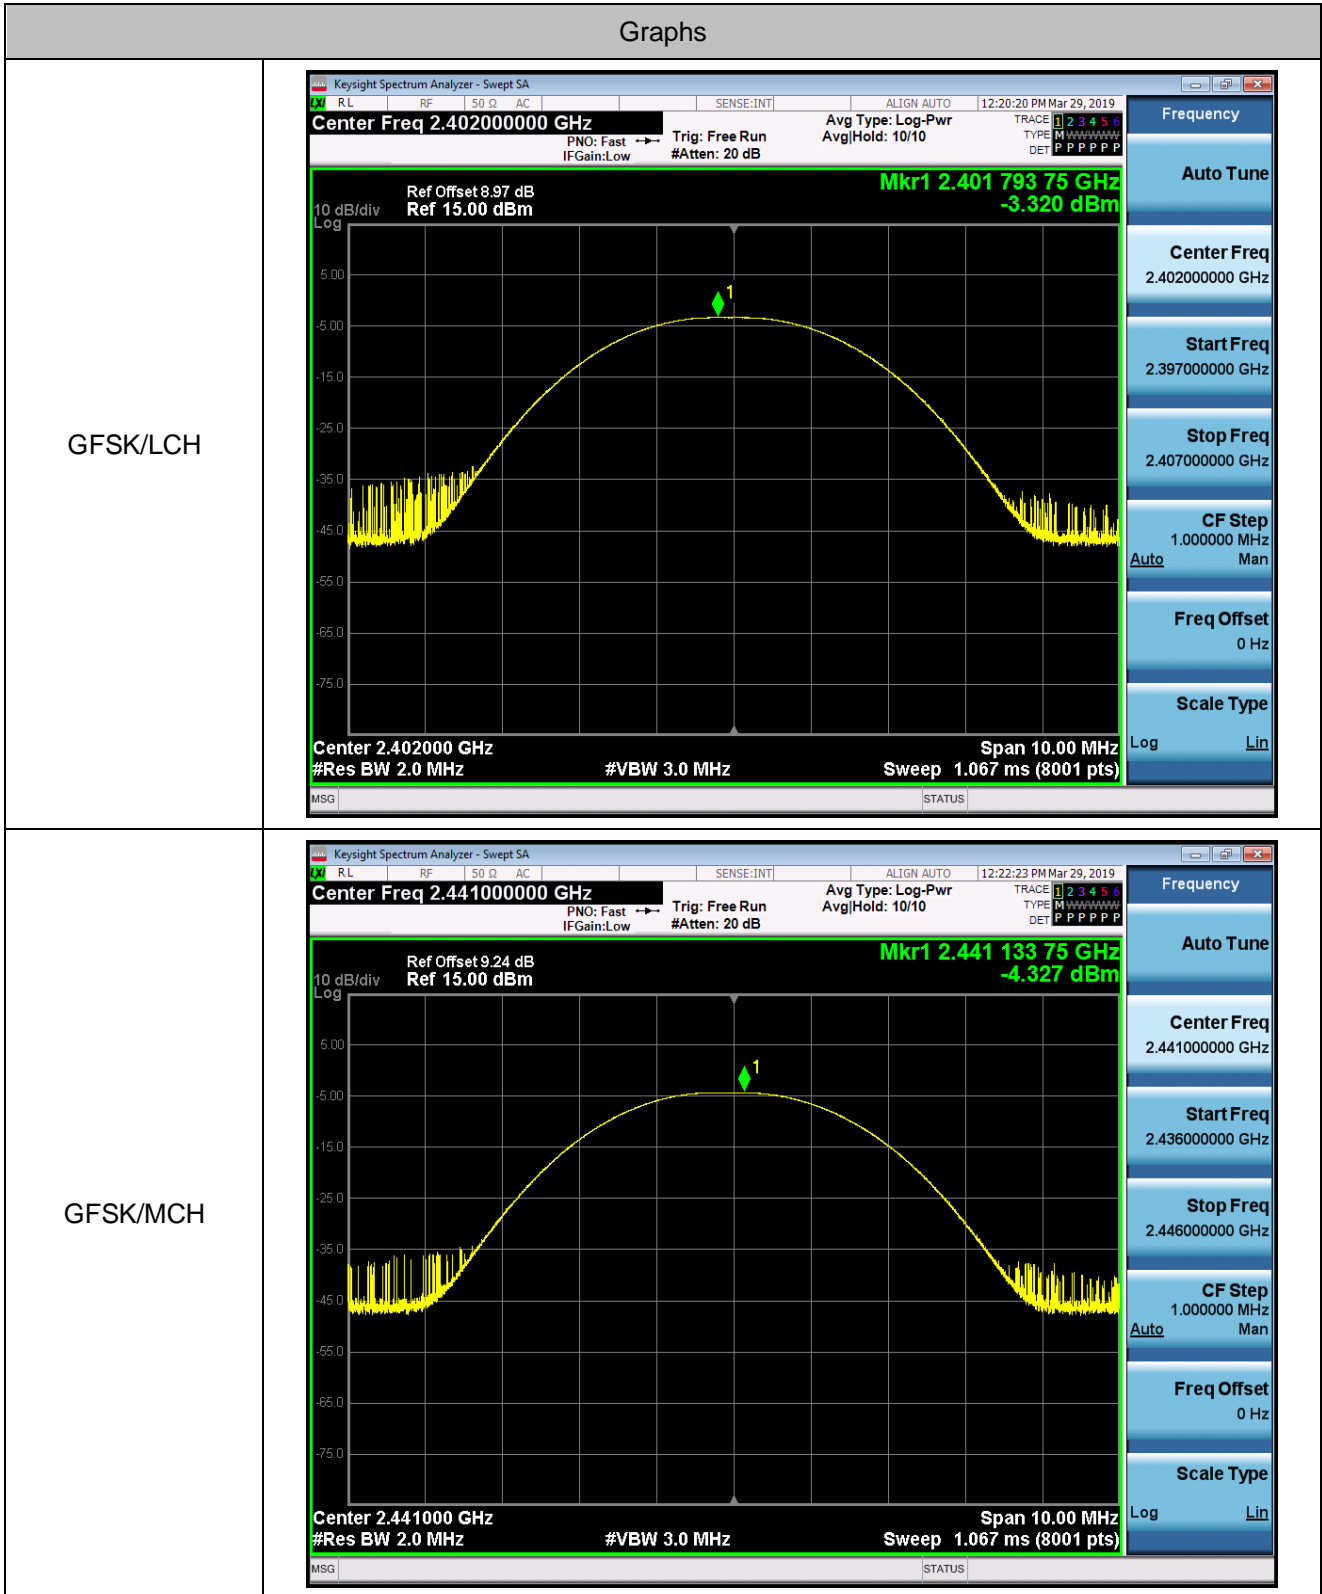 Graphs
GFSK/LCH
Keysight Spectrum Analyzer - Swept SA
LXI RL RF 50 Ω AC SENSE:INT ALIGN AUTO 12:20:20 PM Mar 29, 2019
Center Freq 2.402000000 GHz
PNO: Fast
IFGain:Low
Trig: Free Run
#Atten: 20 dB
Avg Type: Log-Pwr
Avg|Hold: 10/10
TRACE 1 2 3 4 5 6
TYPE M WWWWW
DET P P P P P P
Mkr1 2.401 793 75 GHz
-3.320 dBm
Ref Offset 8.97 dB
10 dB/div Ref 15.00 dBm
Log
5.00
-5.00
-15.0
-25.0
-35.0
-45.0
-55.0
-65.0
-75.0
1
Center 2.402000 GHz Span 10.00 MHz
#Res BW 2.0 MHz #VBW 3.0 MHz Sweep 1.067 ms (8001 pts)
MSG STATUS
Frequency
Auto Tune
Center Freq
2.402000000 GHz
Start Freq
2.397000000 GHz
Stop Freq
2.407000000 GHz
CF Step
1.000000 MHz
Auto Man
Freq Offset
0 Hz
Scale Type
Log Lin
GFSK/MCH
Keysight Spectrum Analyzer - Swept SA
LXI RL RF 50 Ω AC SENSE:INT ALIGN AUTO 12:22:23 PM Mar 29, 2019
Center Freq 2.441000000 GHz
PNO: Fast
IFGain:Low
Trig: Free Run
#Atten: 20 dB
Avg Type: Log-Pwr
Avg|Hold: 10/10
TRACE 1 2 3 4 5 6
TYPE M WWWWW
DET P P P P P P
Mkr1 2.441 133 75 GHz
-4.327 dBm
Ref Offset 9.24 dB
10 dB/div Ref 15.00 dBm
Log
5.00
-5.00
-15.0
-25.0
-35.0
-45.0
-55.0
-65.0
-75.0
1
Center 2.441000 GHz Span 10.00 MHz
#Res BW 2.0 MHz #VBW 3.0 MHz Sweep 1.067 ms (8001 pts)
MSG STATUS
Frequency
Auto Tune
Center Freq
2.441000000 GHz
Start Freq
2.436000000 GHz
Stop Freq
2.446000000 GHz
CF Step
1.000000 MHz
Auto Man
Freq Offset
0 Hz
Scale Type
Log Lin